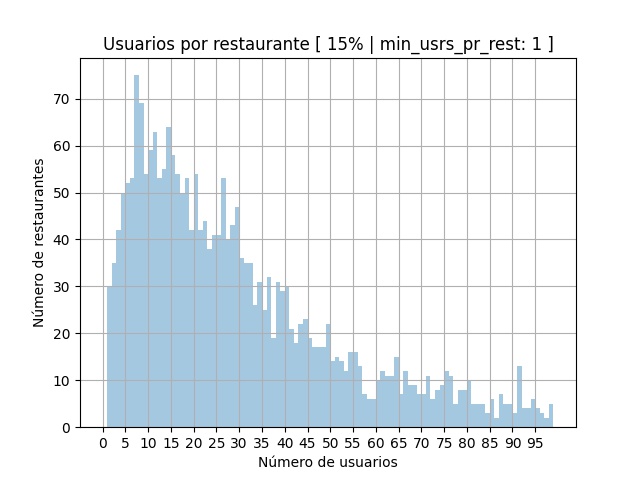 Usuarios por restaurante [ 15% | min_usrs_pr_rest: 1 ]
70
60
50
40
30
20
10
0
Número de restaurantes
0 5 10 15 20 25 30 35 40 45 50 55 60 65 70 75 80 85 90 95
Número de usuarios